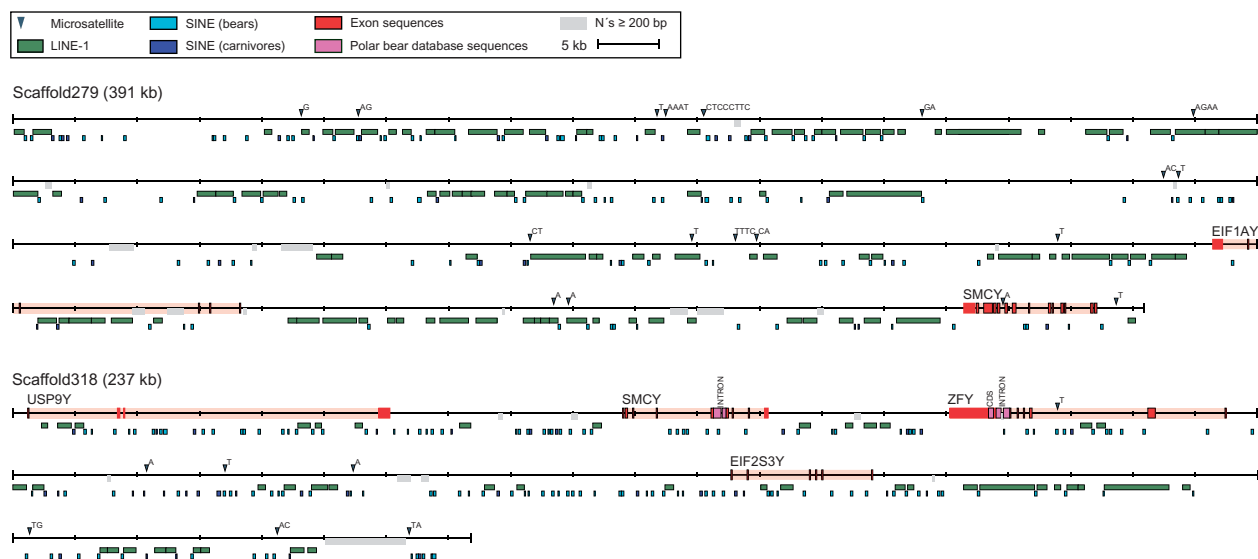 Microsatellite SINE (bears) Exon sequences N´s ≥ 200 bp
LINE-1 SINE (carnivores) Polar bear database sequences 5 kb
Scaffold279 (391 kb)
G AG T AAAT CTCCCTTC GA AGAA
AC T
CT T TTTC CA T EIF1AY
A A SMCY A T
Scaffold318 (237 kb)
USP9Y SMCY INTRON ZFY CDS INTRON T
A T A EIF2S3Y
TG AC TA